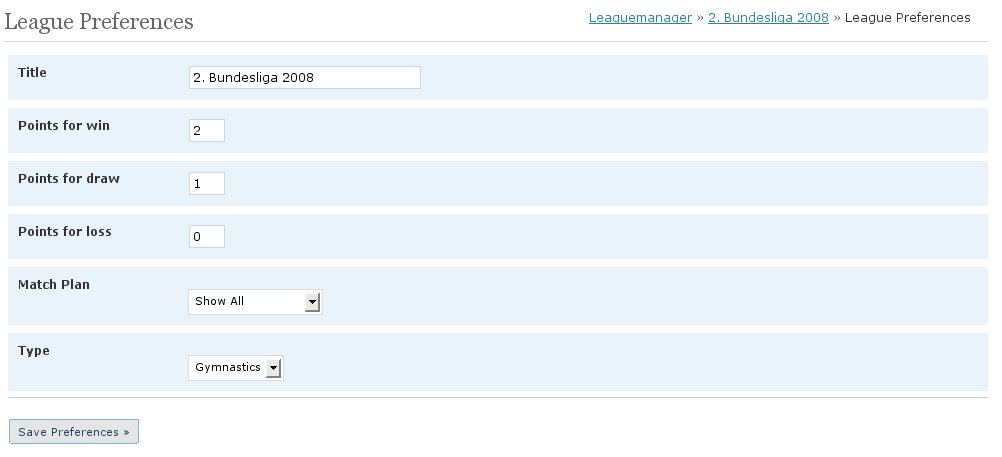 League Preferences
Leaguemanager » 2. Bundesliga 2008 » League Preferences
Title
2. Bundesliga 2008
Points for win
2
Points for draw
1
Points for loss
0
Match Plan
Show All
Type
Gymnastics
Save Preferences »